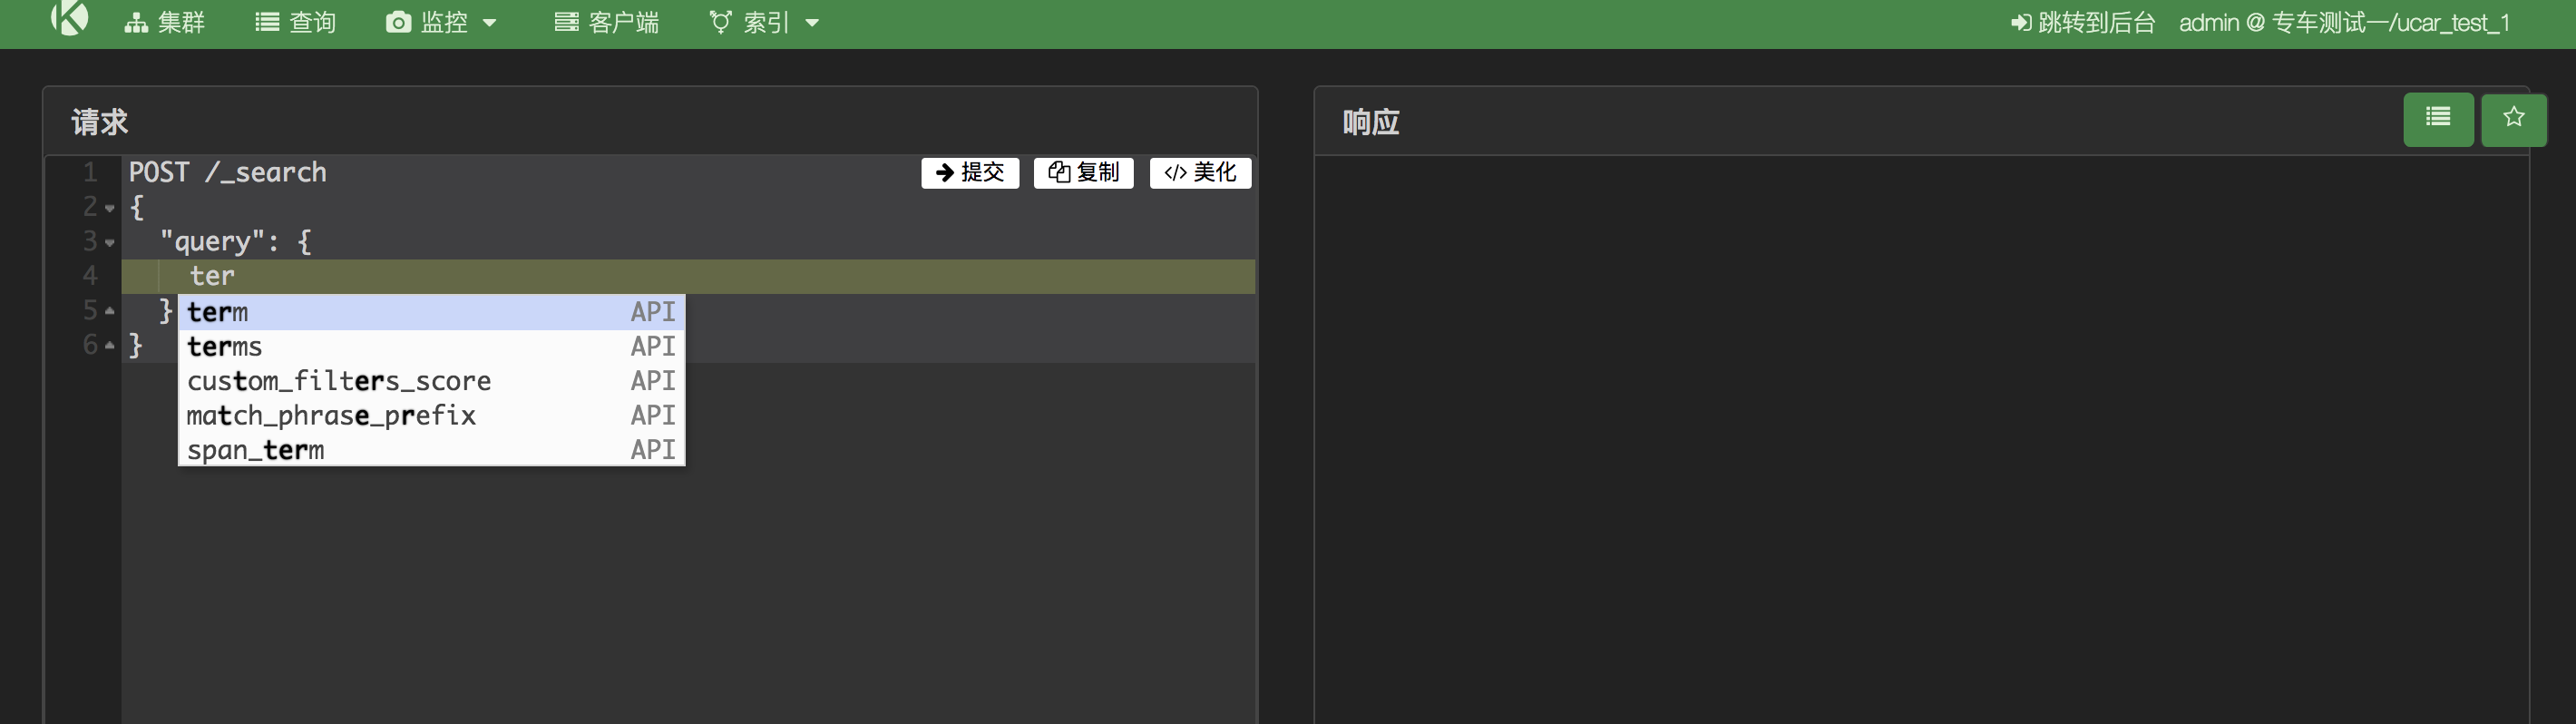 集群 查询 监控 客户端 索引 跳转到后台 admin @ 专车测试一/ucar_test_1
请求
响应
1 POST /_search 提交 复制 美化
2 {
3 "query": {
4 ter
5 }
6 }
term API
terms API
custom_filters_score API
match_phrase_prefix API
span_term API